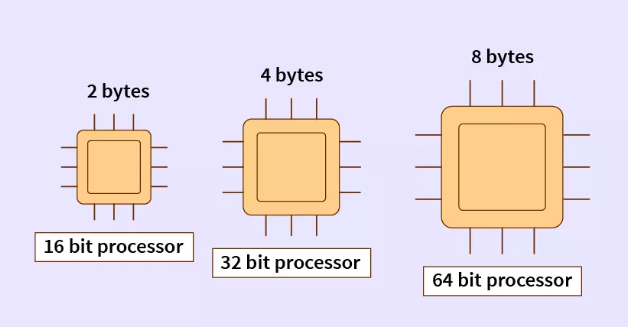 2 bytes
4 bytes
8 bytes
16 bit processor
32 bit processor
64 bit processor